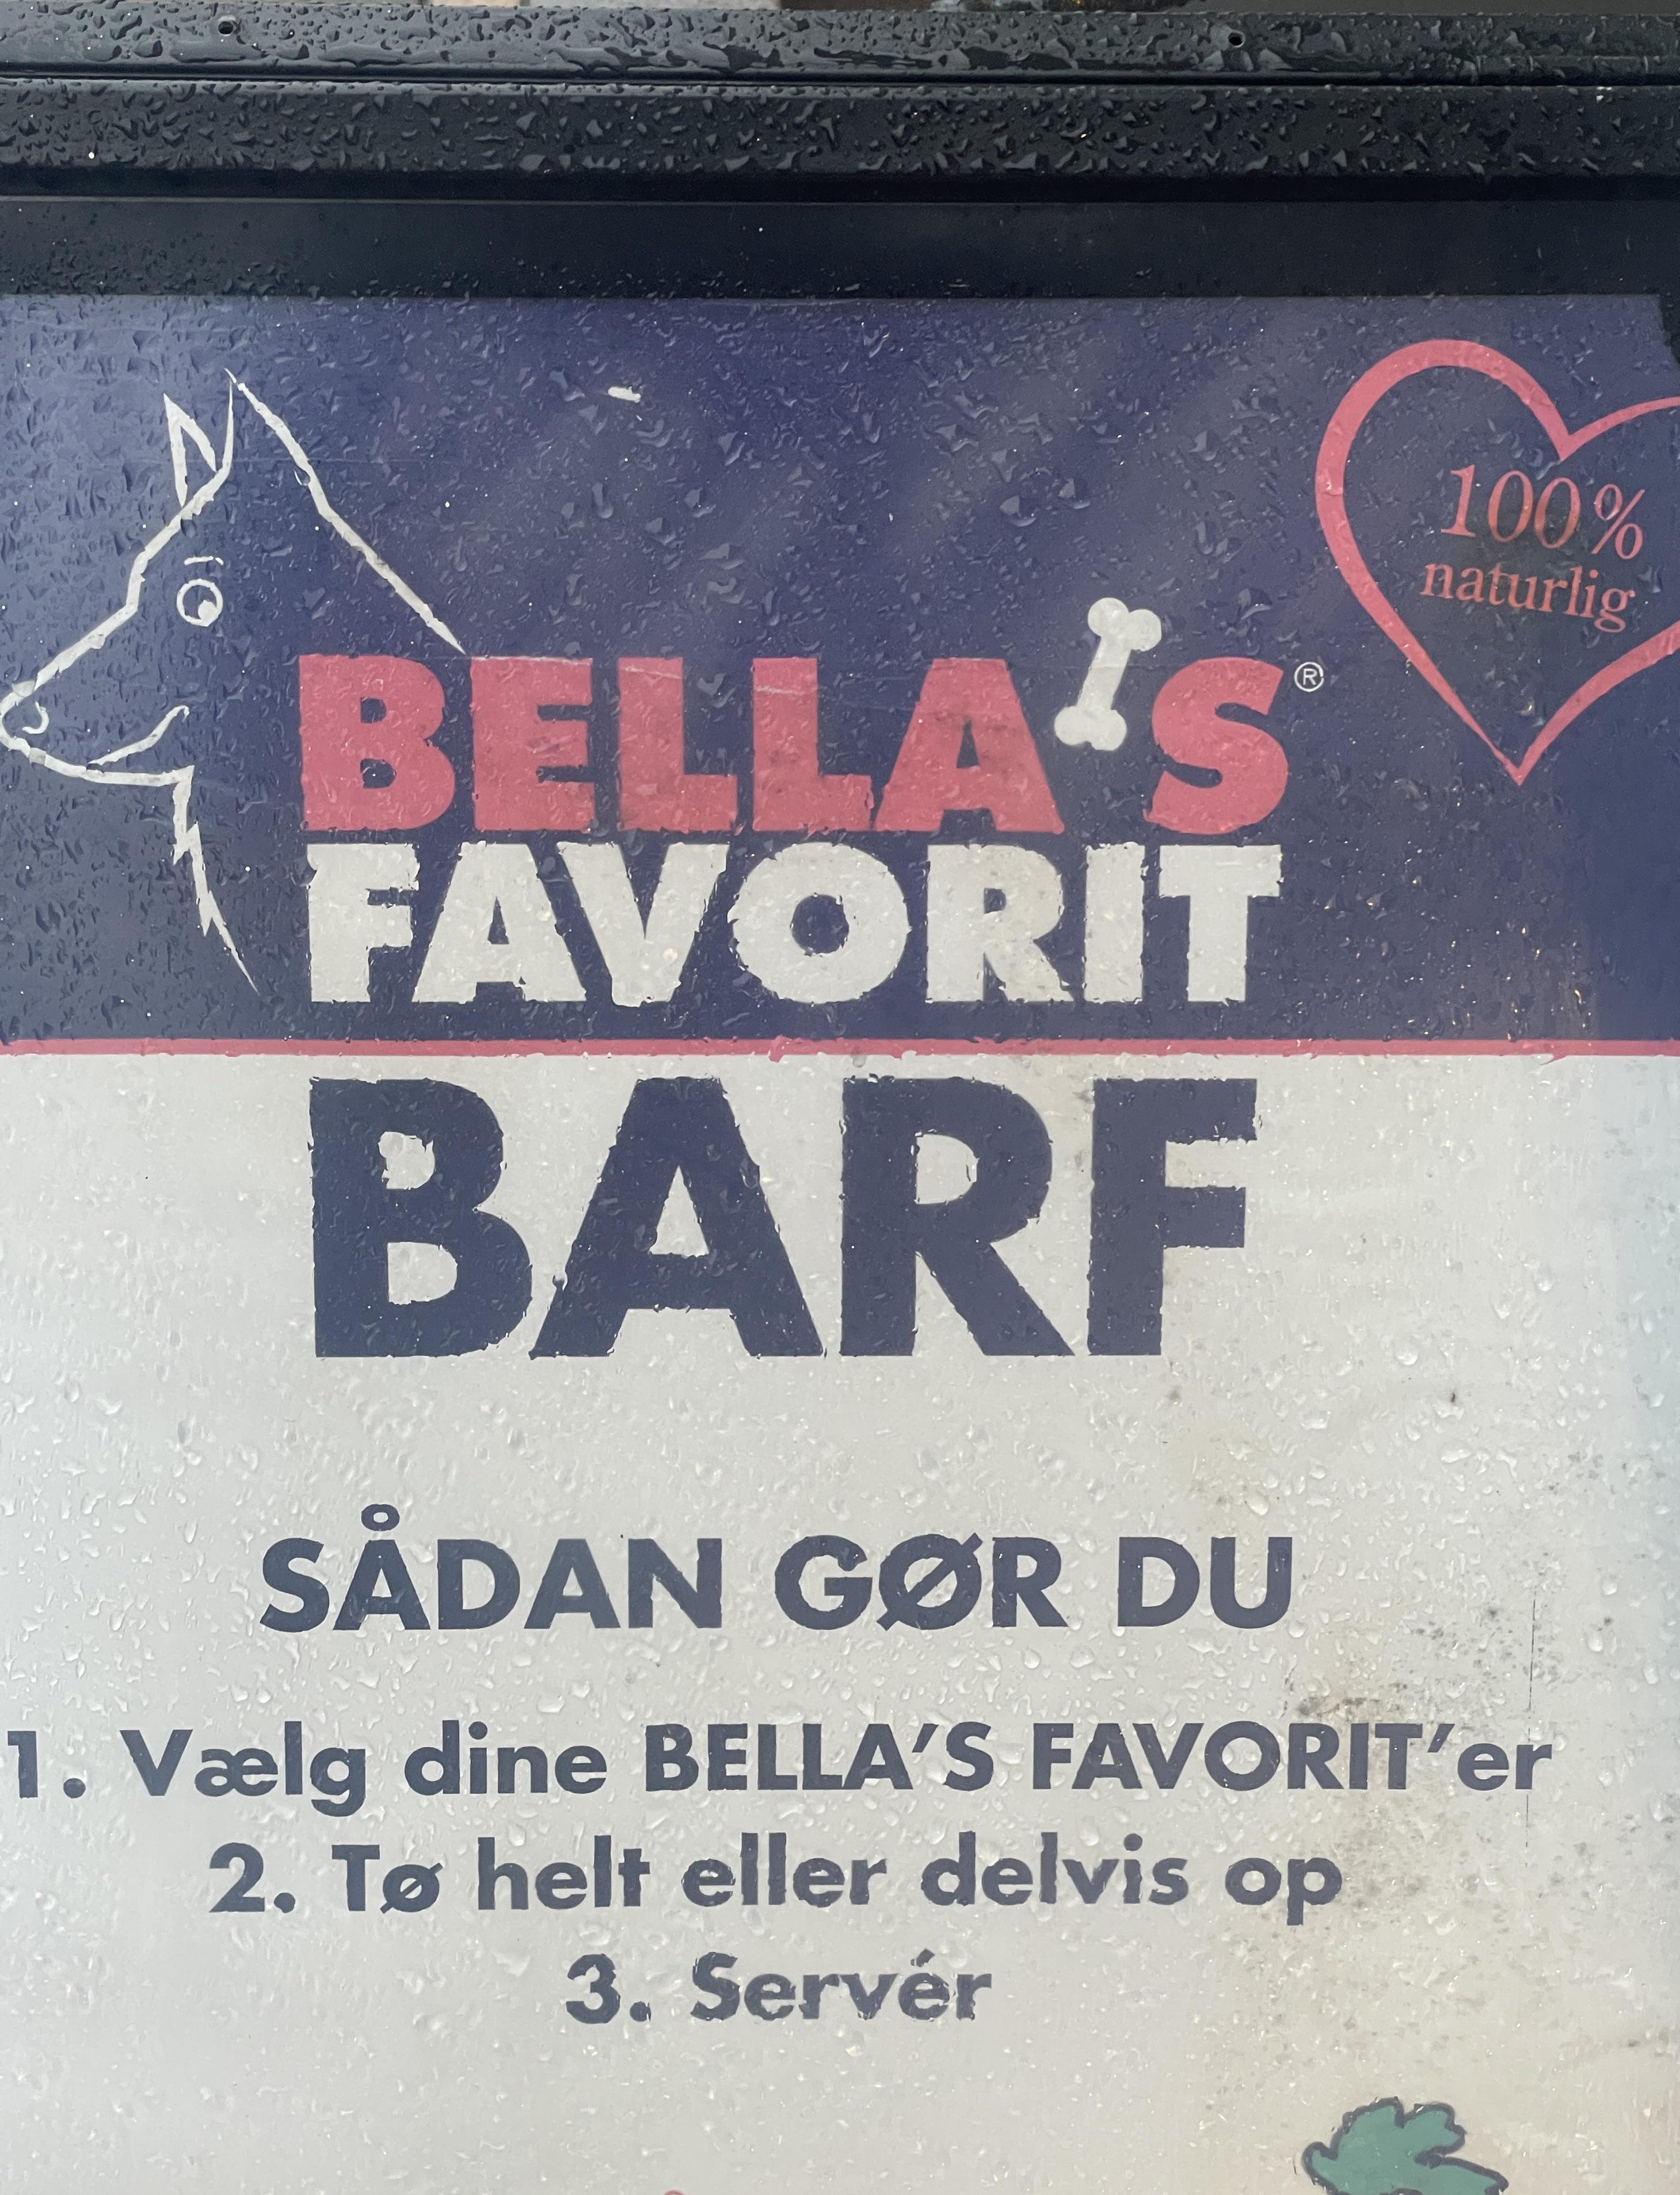 100%
naturlig
BELLA'S®
FAVORIT
BARF
SÅDAN GØR DU
1. Vælg dine BELLA'S FAVORIT'er
2. Tø helt eller delvis op
3. Servér